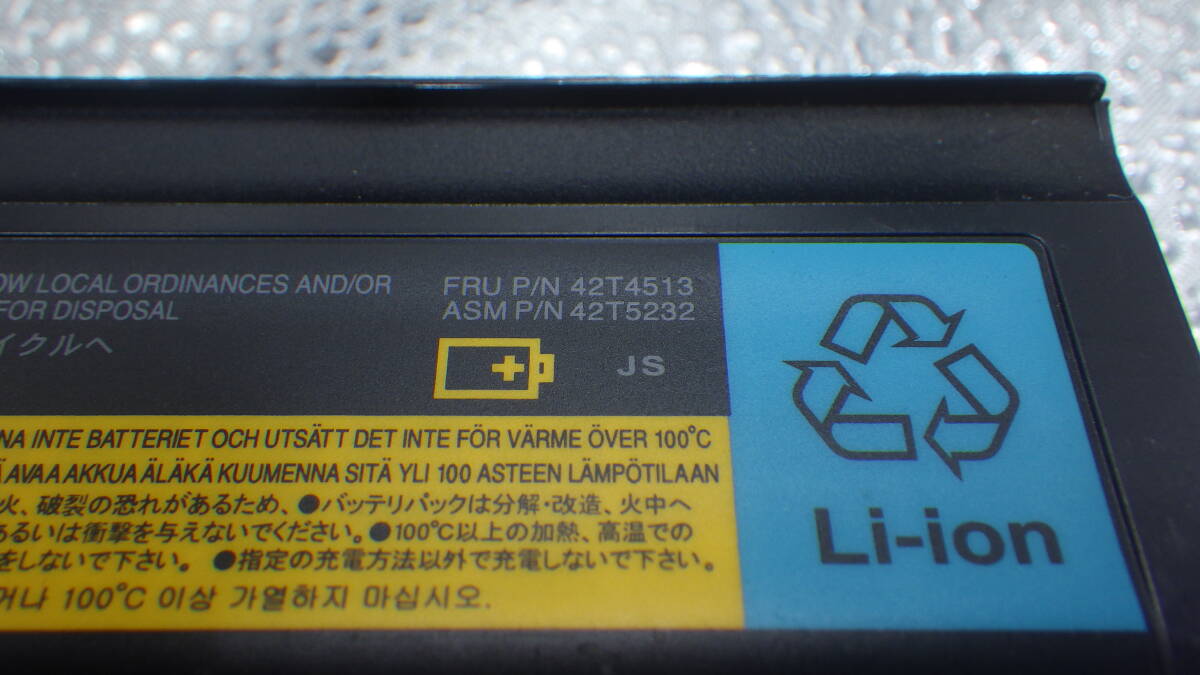 OW LOCAL ORDINANCES AND/OR
FOR DISPOSAL
イクルへ
FRU P/N 42T4513
ASM P/N 42T5232
JS
NA INTE BATTERIET OCH UTSÄTT DET INTE FÖR VÄRME ÖVER 100°C
AVAA AKKUA ÄLÄKÄ KUUMENNA SITÄ YLI 100 ASTEEN LÄMPÖTILAAN
火、破裂の恐れがあるため、●バッテリパックは分解・改造、火中へ
あるいは衝撃を与えないでください。●100°C以上の加熱、高温での
をしないで下さい。 ●指定の充電方法以外で充電しないで下さい。
거나 100°C 이상 가열하지 마십시오.
Li-ion